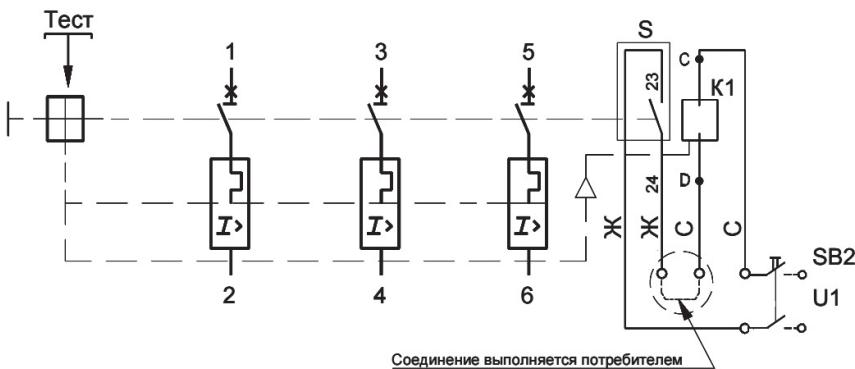 Тест
1
3
5
S
23
C
К1
24
D
Ж
Ж
С
С
I>
I>
I>
2
4
6
SB2
U1
Соединение выполняется потребителем